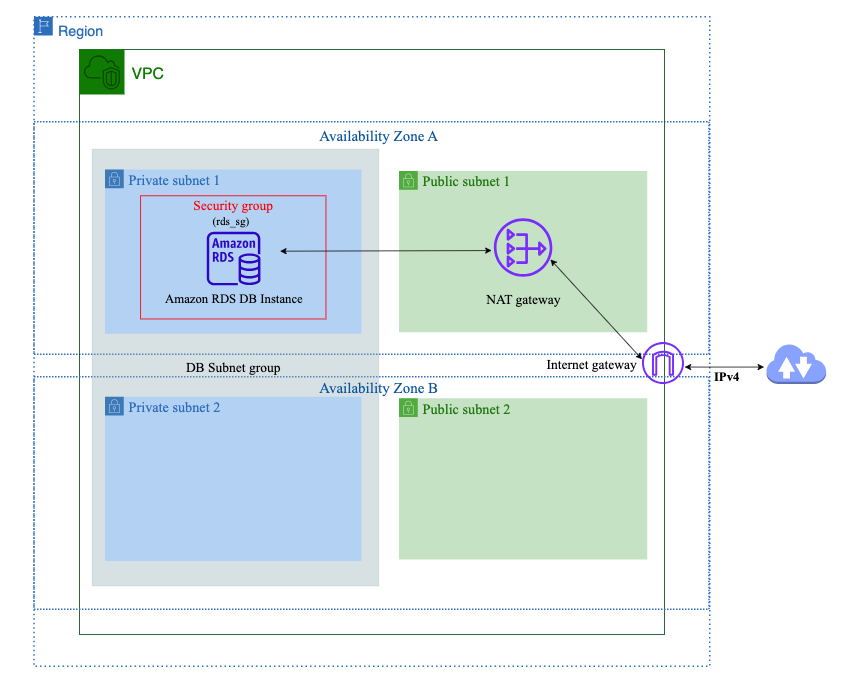 Region
VPC
Availability Zone A
Private subnet 1
Public subnet 1
Security group
(rds_sg)
Amazon
RDS
Amazon RDS DB Instance
NAT gateway
DB Subnet group
Internet gateway
IPv4
Availability Zone B
Private subnet 2
Public subnet 2